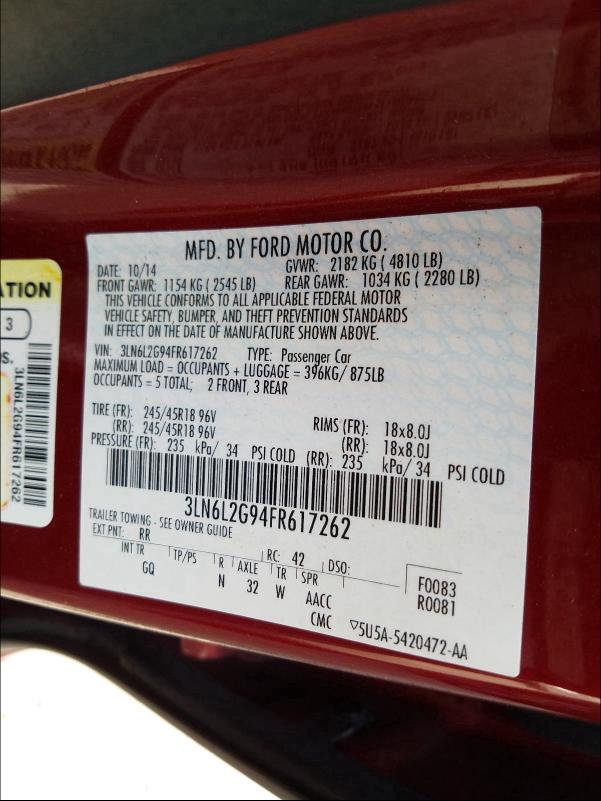 MFD. BY FORD MOTOR CO.
DATE: 10/14 GVWR: 2182 KG ( 4810 LB)
FRONT GAWR: 1154 KG ( 2545 LB) REAR GAWR: 1034 KG ( 2280 LB)
THIS VEHICLE CONFORMS TO ALL APPLICABLE FEDERAL MOTOR
VEHICLE SAFETY, BUMPER, AND THEFT PREVENTION STANDARDS
IN EFFECT ON THE DATE OF MANUFACTURE SHOWN ABOVE.
VIN: 3LN6L2G94FR617262 TYPE: Passenger Car
MAXIMUM LOAD = OCCUPANTS + LUGGAGE = 396KG/ 875LB
OCCUPANTS = 5 TOTAL; 2 FRONT, 3 REAR
TIRE (FR): 245/45R18 96V RIMS (FR): 18x8.0J
(RR): 245/45R18 96V (RR): 18x8.0J
PRESSURE (FR): 235 kPa/ 34 PSI COLD (RR): 235 kPa/ 34 PSI COLD
3LN6L2G94FR617262
TRAILER TOWING - SEE OWNER GUIDE
EXT PNT: RR RC: 42 DSO:
INT TR TP/PS R AXLE TR SPR
GQ N 32 W AACC
CMC
F0083
R0081
▽5U5A-5420472-AA
ATION
3
3LN6L2G94FR617262